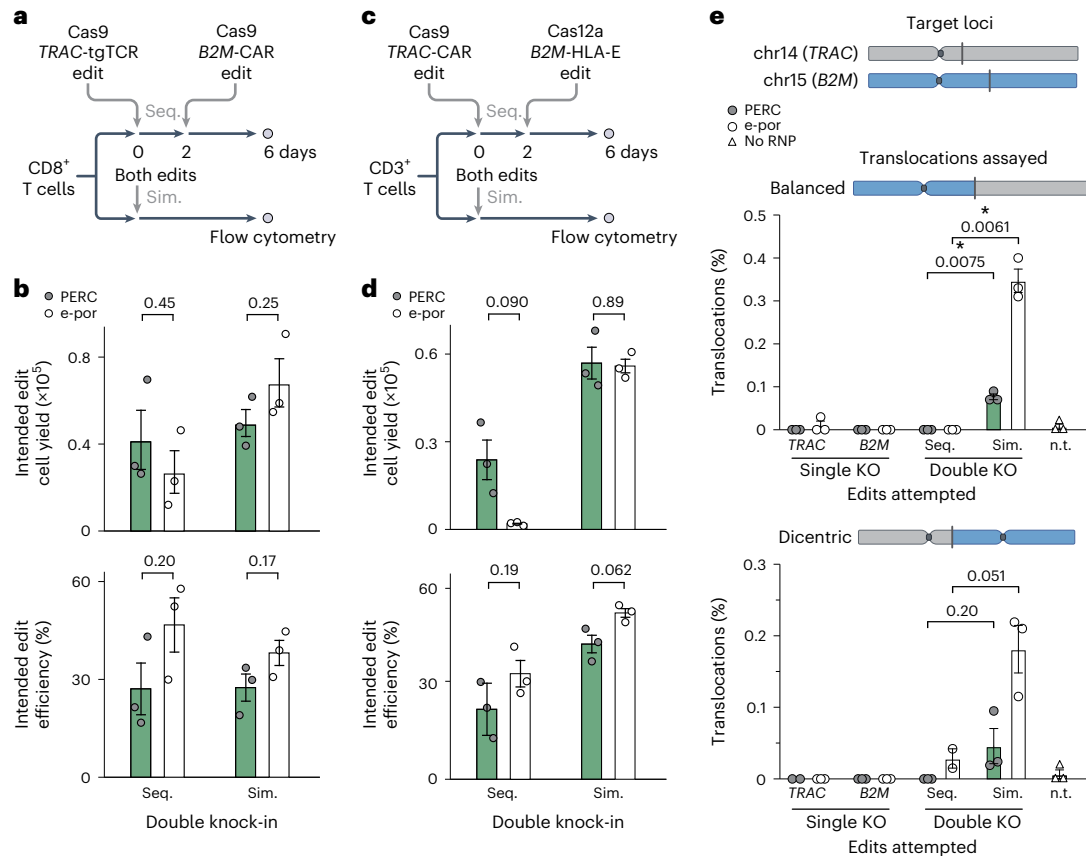 a
Cas9
TRAC-tgTCR
edit
Cas9
B2M-CAR
edit
Seq.
0
2
6 days
CD8+
T cells
Both edits
Sim.
Flow cytometry
c
Cas9
TRAC-CAR
edit
Cas12a
B2M-HLA-E
edit
Seq.
0
2
6 days
CD3+
T cells
Both edits
Sim.
Flow cytometry
b
PERC
e-por
0.45
0.25
Intended edit
cell yield (×10⁵)
0.8
0.4
0
0.20
0.17
Intended edit
efficiency (%)
60
30
0
Seq.
Sim.
Double knock-in
d
PERC
e-por
0.090
0.89
Intended edit
cell yield (×10⁵)
0.6
0.3
0
0.19
0.062
Intended edit
efficiency (%)
60
30
0
Seq.
Sim.
Double knock-in
e
Target loci
chr14 (TRAC)
chr15 (B2M)
PERC
e-por
No RNP
Translocations assayed
Balanced
Translocations (%)
0.5
0.4
0.3
0.2
0.1
0
*
0.0061
*
0.0075
TRAC
B2M
Seq.
Sim.
n.t.
Single KO
Double KO
Edits attempted
Dicentric
Translocations (%)
0.3
0.2
0.1
0
0.051
0.20
TRAC
B2M
Seq.
Sim.
n.t.
Single KO
Double KO
Edits attempted